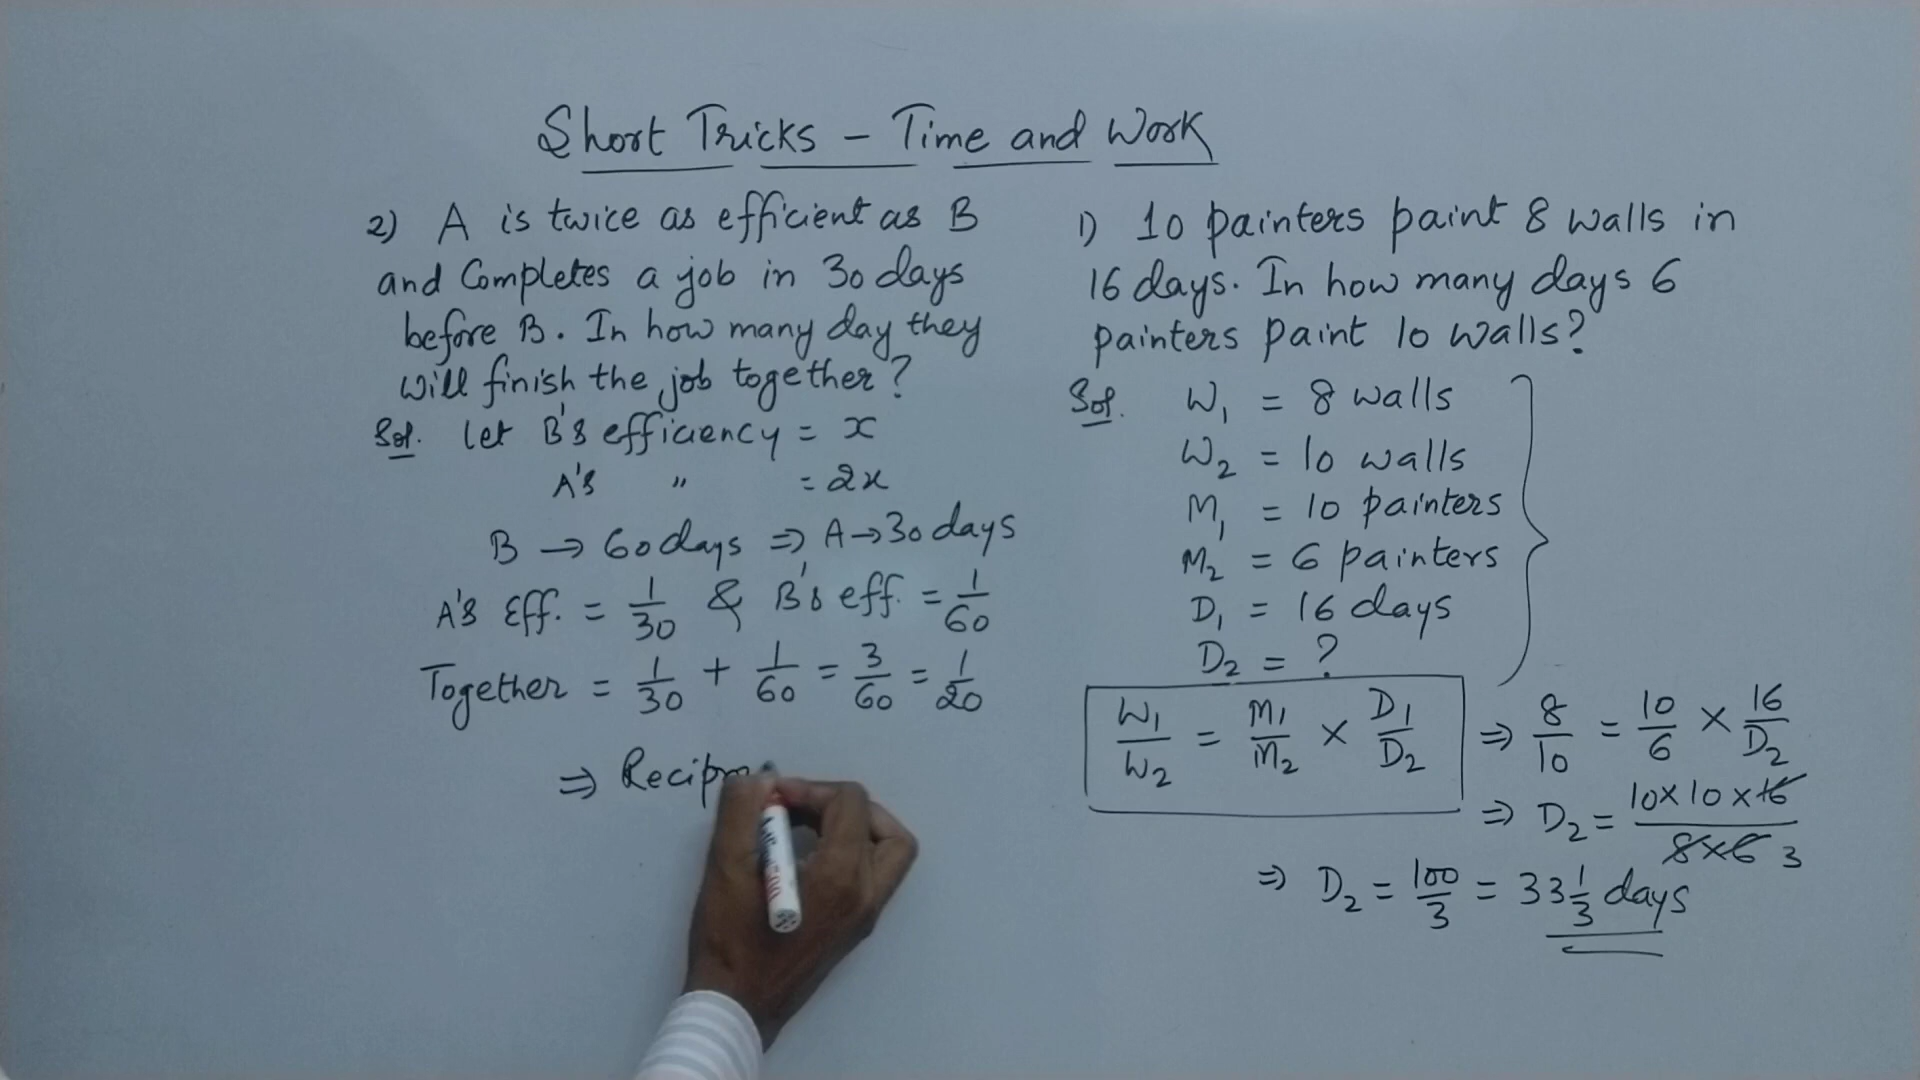 Short Tricks - Time and Work
2) A is twice as efficient as B
and Completes a job in 30 days
before B. In how many day they
will finish the job together?
Sol. let B's efficiency = x
A's " = 2x
B → 60 days ⇒ A → 30 days
A's Eff. = 1/30 & B's eff. = 1/60
Together = 1/30 + 1/60 = 3/60 = 1/20
⇒ Recipro
1) 10 painters paint 8 walls in
16 days. In how many days 6
painters paint 10 walls?
Sol. W₁ = 8 walls
W₂ = 10 walls
M₁ = 10 painters
M₂ = 6 painters
D₁ = 16 days
D₂ = ?
W₁/W₂ = M₁/M₂ × D₁/D₂ ⇒ 8/10 = 10/6 × 16/D₂
⇒ D₂ = 10×10×16/8×6 3
⇒ D₂ = 100/3 = 33 1/3 days